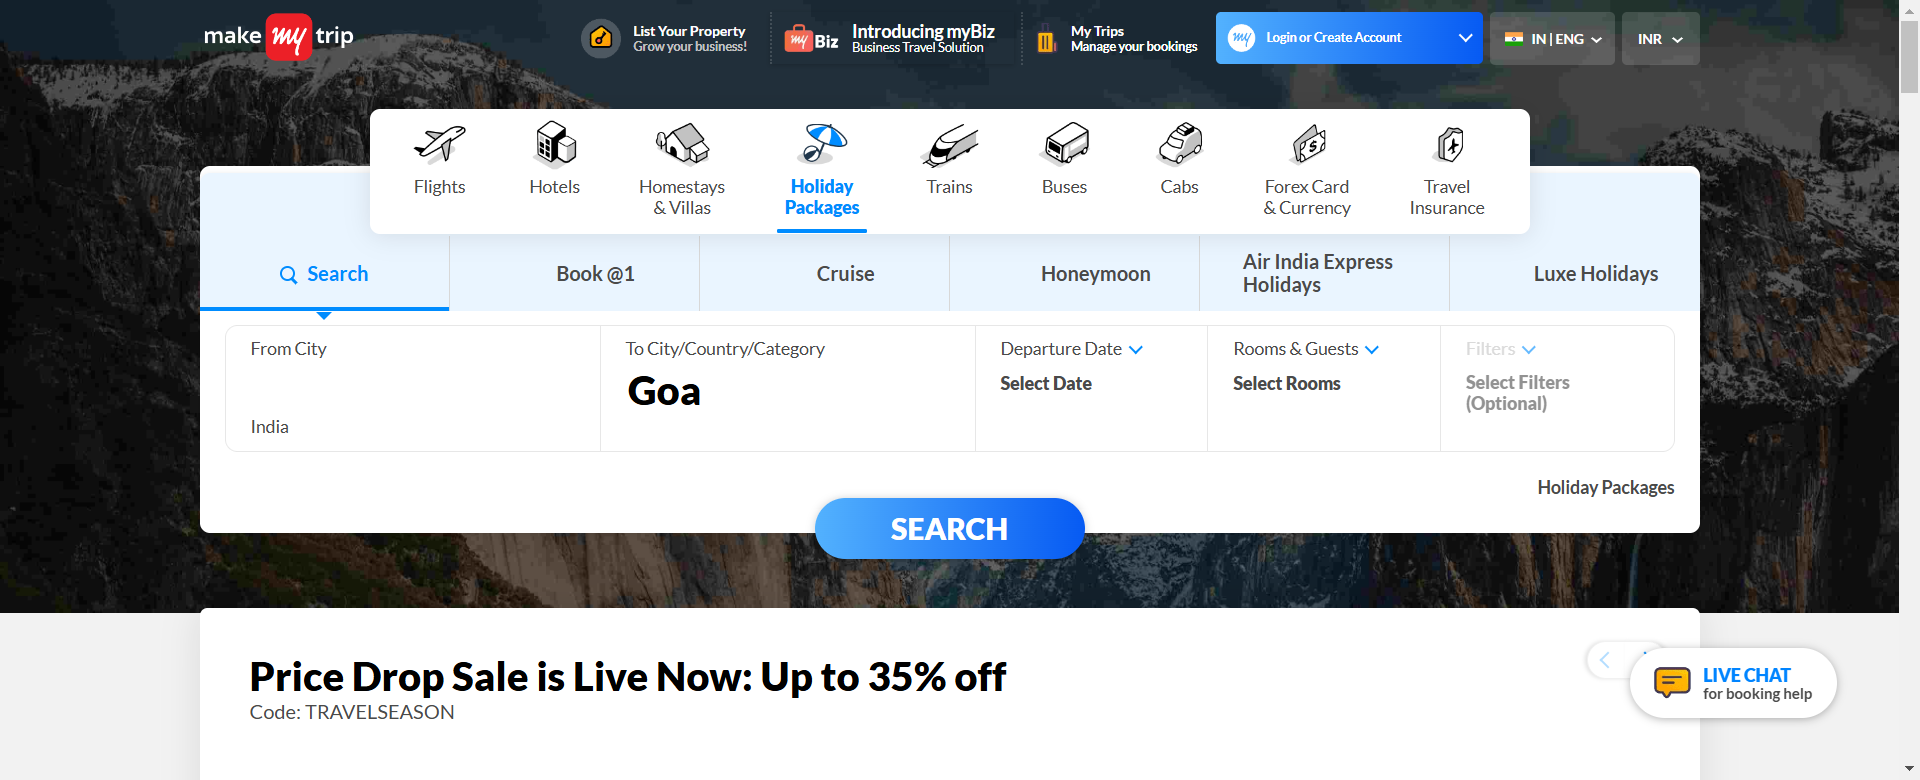 make my trip
List Your Property
Grow your business!
my Biz
Introducing myBiz
Business Travel Solution
My Trips
Manage your bookings
my
Login or Create Account
IN | ENG
INR
Flights
Hotels
Homestays
& Villas
Holiday
Packages
Trains
Buses
Cabs
Forex Card
& Currency
Travel
Insurance
Search
Book @1
Cruise
Honeymoon
Air India Express
Holidays
Luxe Holidays
From City
India
To City/Country/Category
Goa
Departure Date
Select Date
Rooms & Guests
Select Rooms
Filters
Select Filters
(Optional)
Holiday Packages
SEARCH
Price Drop Sale is Live Now: Up to 35% off
Code: TRAVELSEASON
LIVE CHAT
for booking help